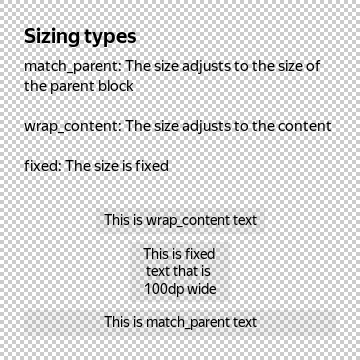 Sizing types
match_parent: The size adjusts to the size of
the parent block
wrap_content: The size adjusts to the content
fixed: The size is fixed
This is wrap_content text
This is fixed
text that is
100dp wide
This is match_parent text